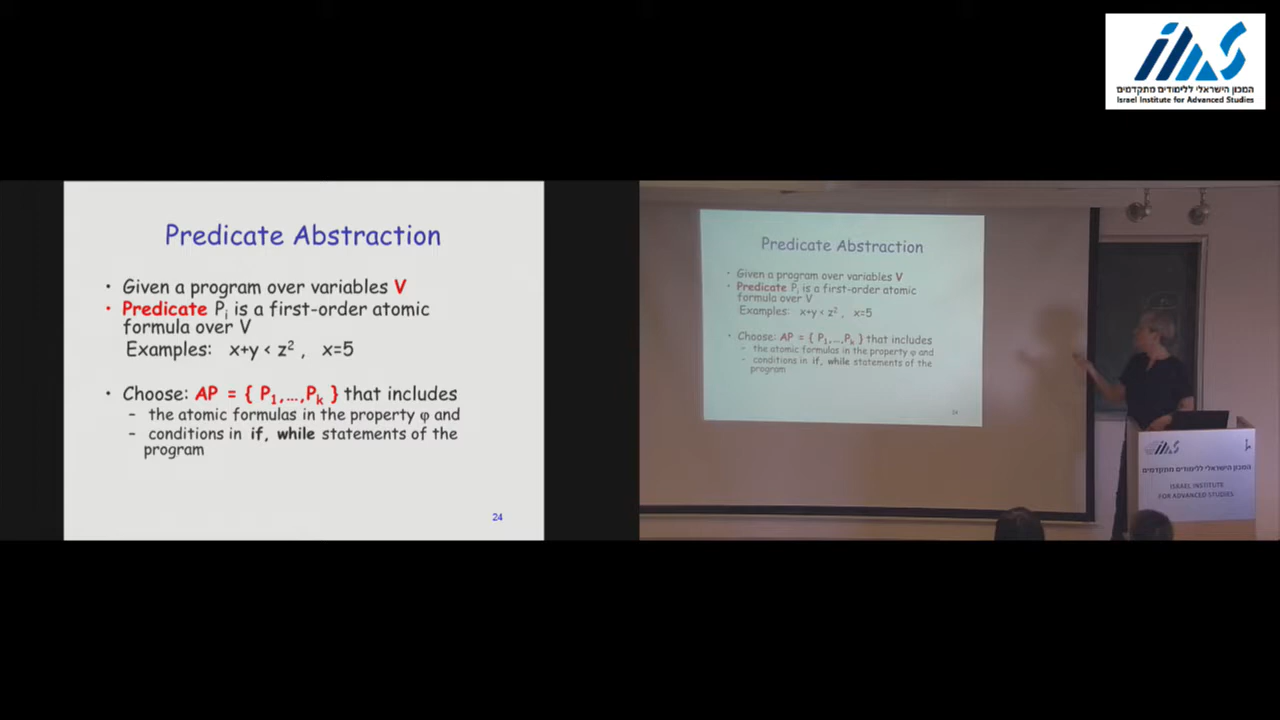 המכון הישראלי ללימודים מתקדמים
Israel Institute for Advanced Studies
Predicate Abstraction
• Given a program over variables V
• Predicate Pᵢ is a first-order atomic
formula over V
Examples: x+y < z², x=5
• Choose: AP = { P₁,...,Pₖ } that includes
– the atomic formulas in the property φ and
– conditions in if, while statements of the
program
24
Predicate Abstraction
• Given a program over variables V
• Predicate Pᵢ is a first-order atomic
formula over V
Examples: x+y < z², x=5
• Choose: AP = { P₁,...,Pₖ } that includes
– the atomic formulas in the property φ and
– conditions in if, while statements of the
program
24
המכון הישראלי ללימודים מתקדמים
ISRAEL INSTITUTE
FOR ADVANCED STUDIES